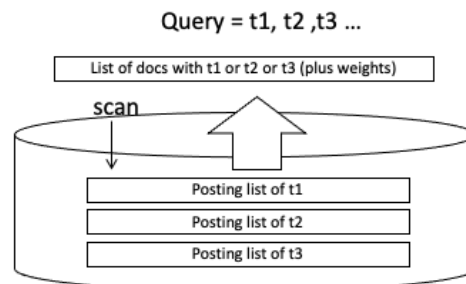 Query = t1, t2 ,t3 ...
List of docs with t1 or t2 or t3 (plus weights)
scan
Posting list of t1
Posting list of t2
Posting list of t3